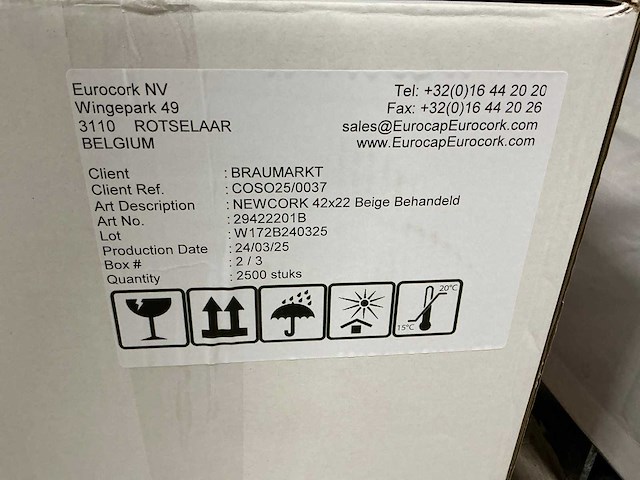 Eurocork NV
Wingepark 49
3110 ROTSELAAR
BELGIUM
Tel: +32(0)16 44 20 20
Fax: +32(0)16 44 20 26
sales@EurocapEurocork.com
www.EurocapEurocork.com
Client : BRAUMARKT
Client Ref. : COSO25/0037
Art Description : NEWCORK 42x22 Beige Behandeld
Art No. : 29422201B
Lot : W172B240325
Production Date : 24/03/25
Box # : 2 / 3
Quantity : 2500 stuks
20°C
15°C